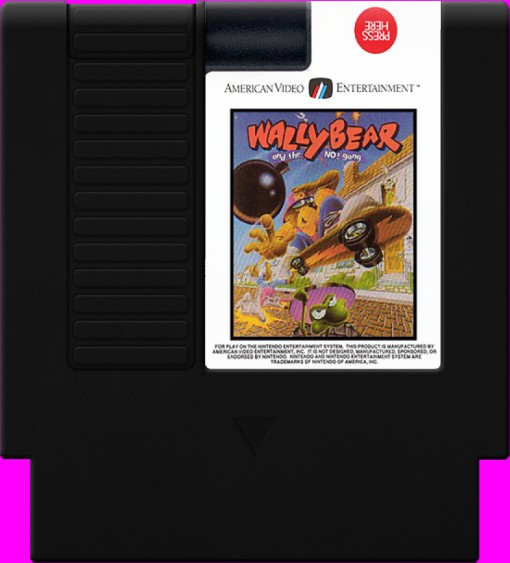 PRESS
HERE
AMERICAN VIDEO ENTERTAINMENT™
WALLY BEAR
and the NO! gang
FOR PLAY ON THE NINTENDO ENTERTAINMENT SYSTEM. THIS PRODUCT IS MANUFACTURED BY
AMERICAN VIDEO ENTERTAINMENT, INC. IT IS NOT DESIGNED, MANUFACTURED, SPONSORED, OR
ENDORSED BY NINTENDO. NINTENDO AND NINTENDO ENTERTAINMENT SYSTEM ARE
TRADEMARKS OF NINTENDO OF AMERICA, INC.